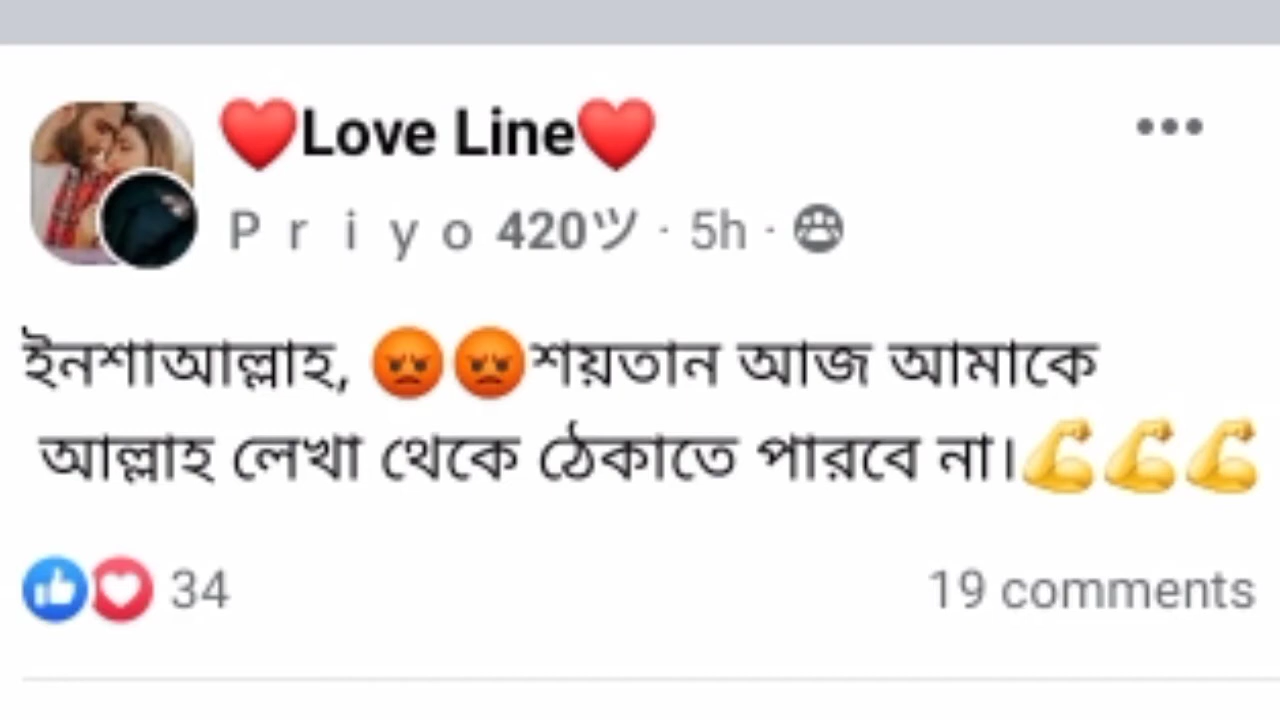 ❤️Love Line❤️
P r i y o 420ツ · 5h ·
ইনশাআল্লাহ, 😡😡শয়তান আজ আমাকে
আল্লাহ লেখা থেকে ঠেকাতে পারবে না।💪💪💪
34
19 comments